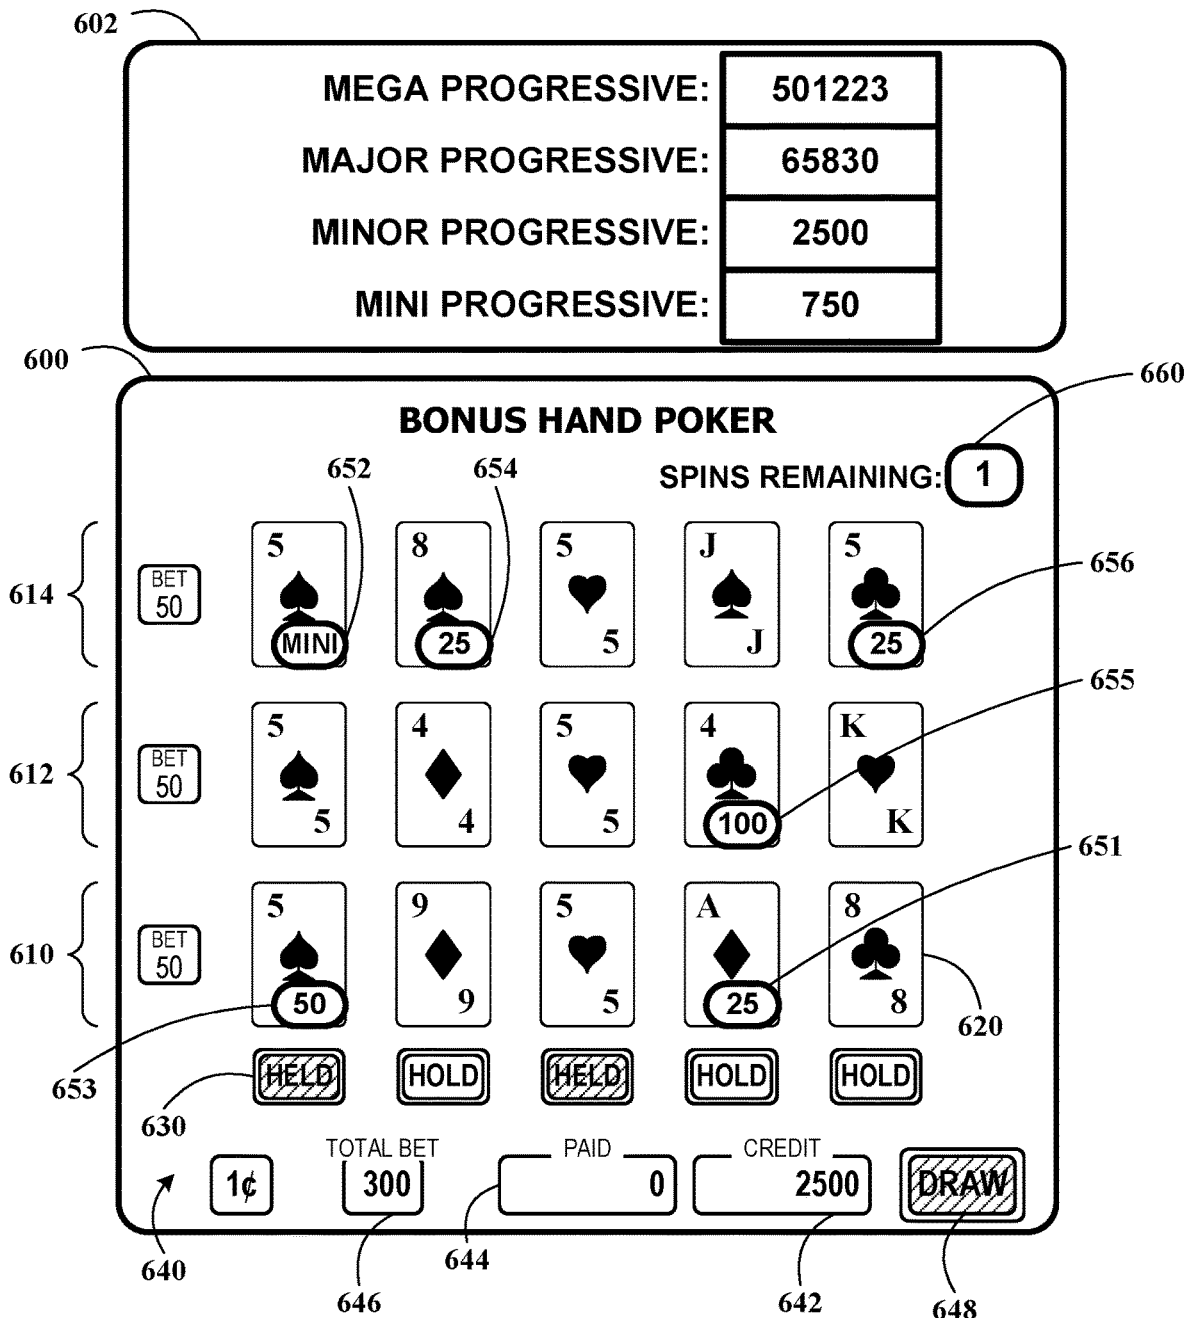 602
MEGA PROGRESSIVE: 501223
MAJOR PROGRESSIVE: 65830
MINOR PROGRESSIVE: 2500
MINI PROGRESSIVE: 750
600
660
BONUS HAND POKER
652 654
SPINS REMAINING: 1
614
BET
50
5 8 5 J 5
MINI 25 5 J 25
656
655
612
BET
50
5 4 5 4 K
5 4 5 100 K
651
610
BET
50
5 9 5 A 8
50 9 5 25 8
620
653
630
HELD HOLD HELD HOLD HOLD
TOTAL BET PAID CREDIT
1¢ 300 0 2500 DRAW
640
646
644
642
648